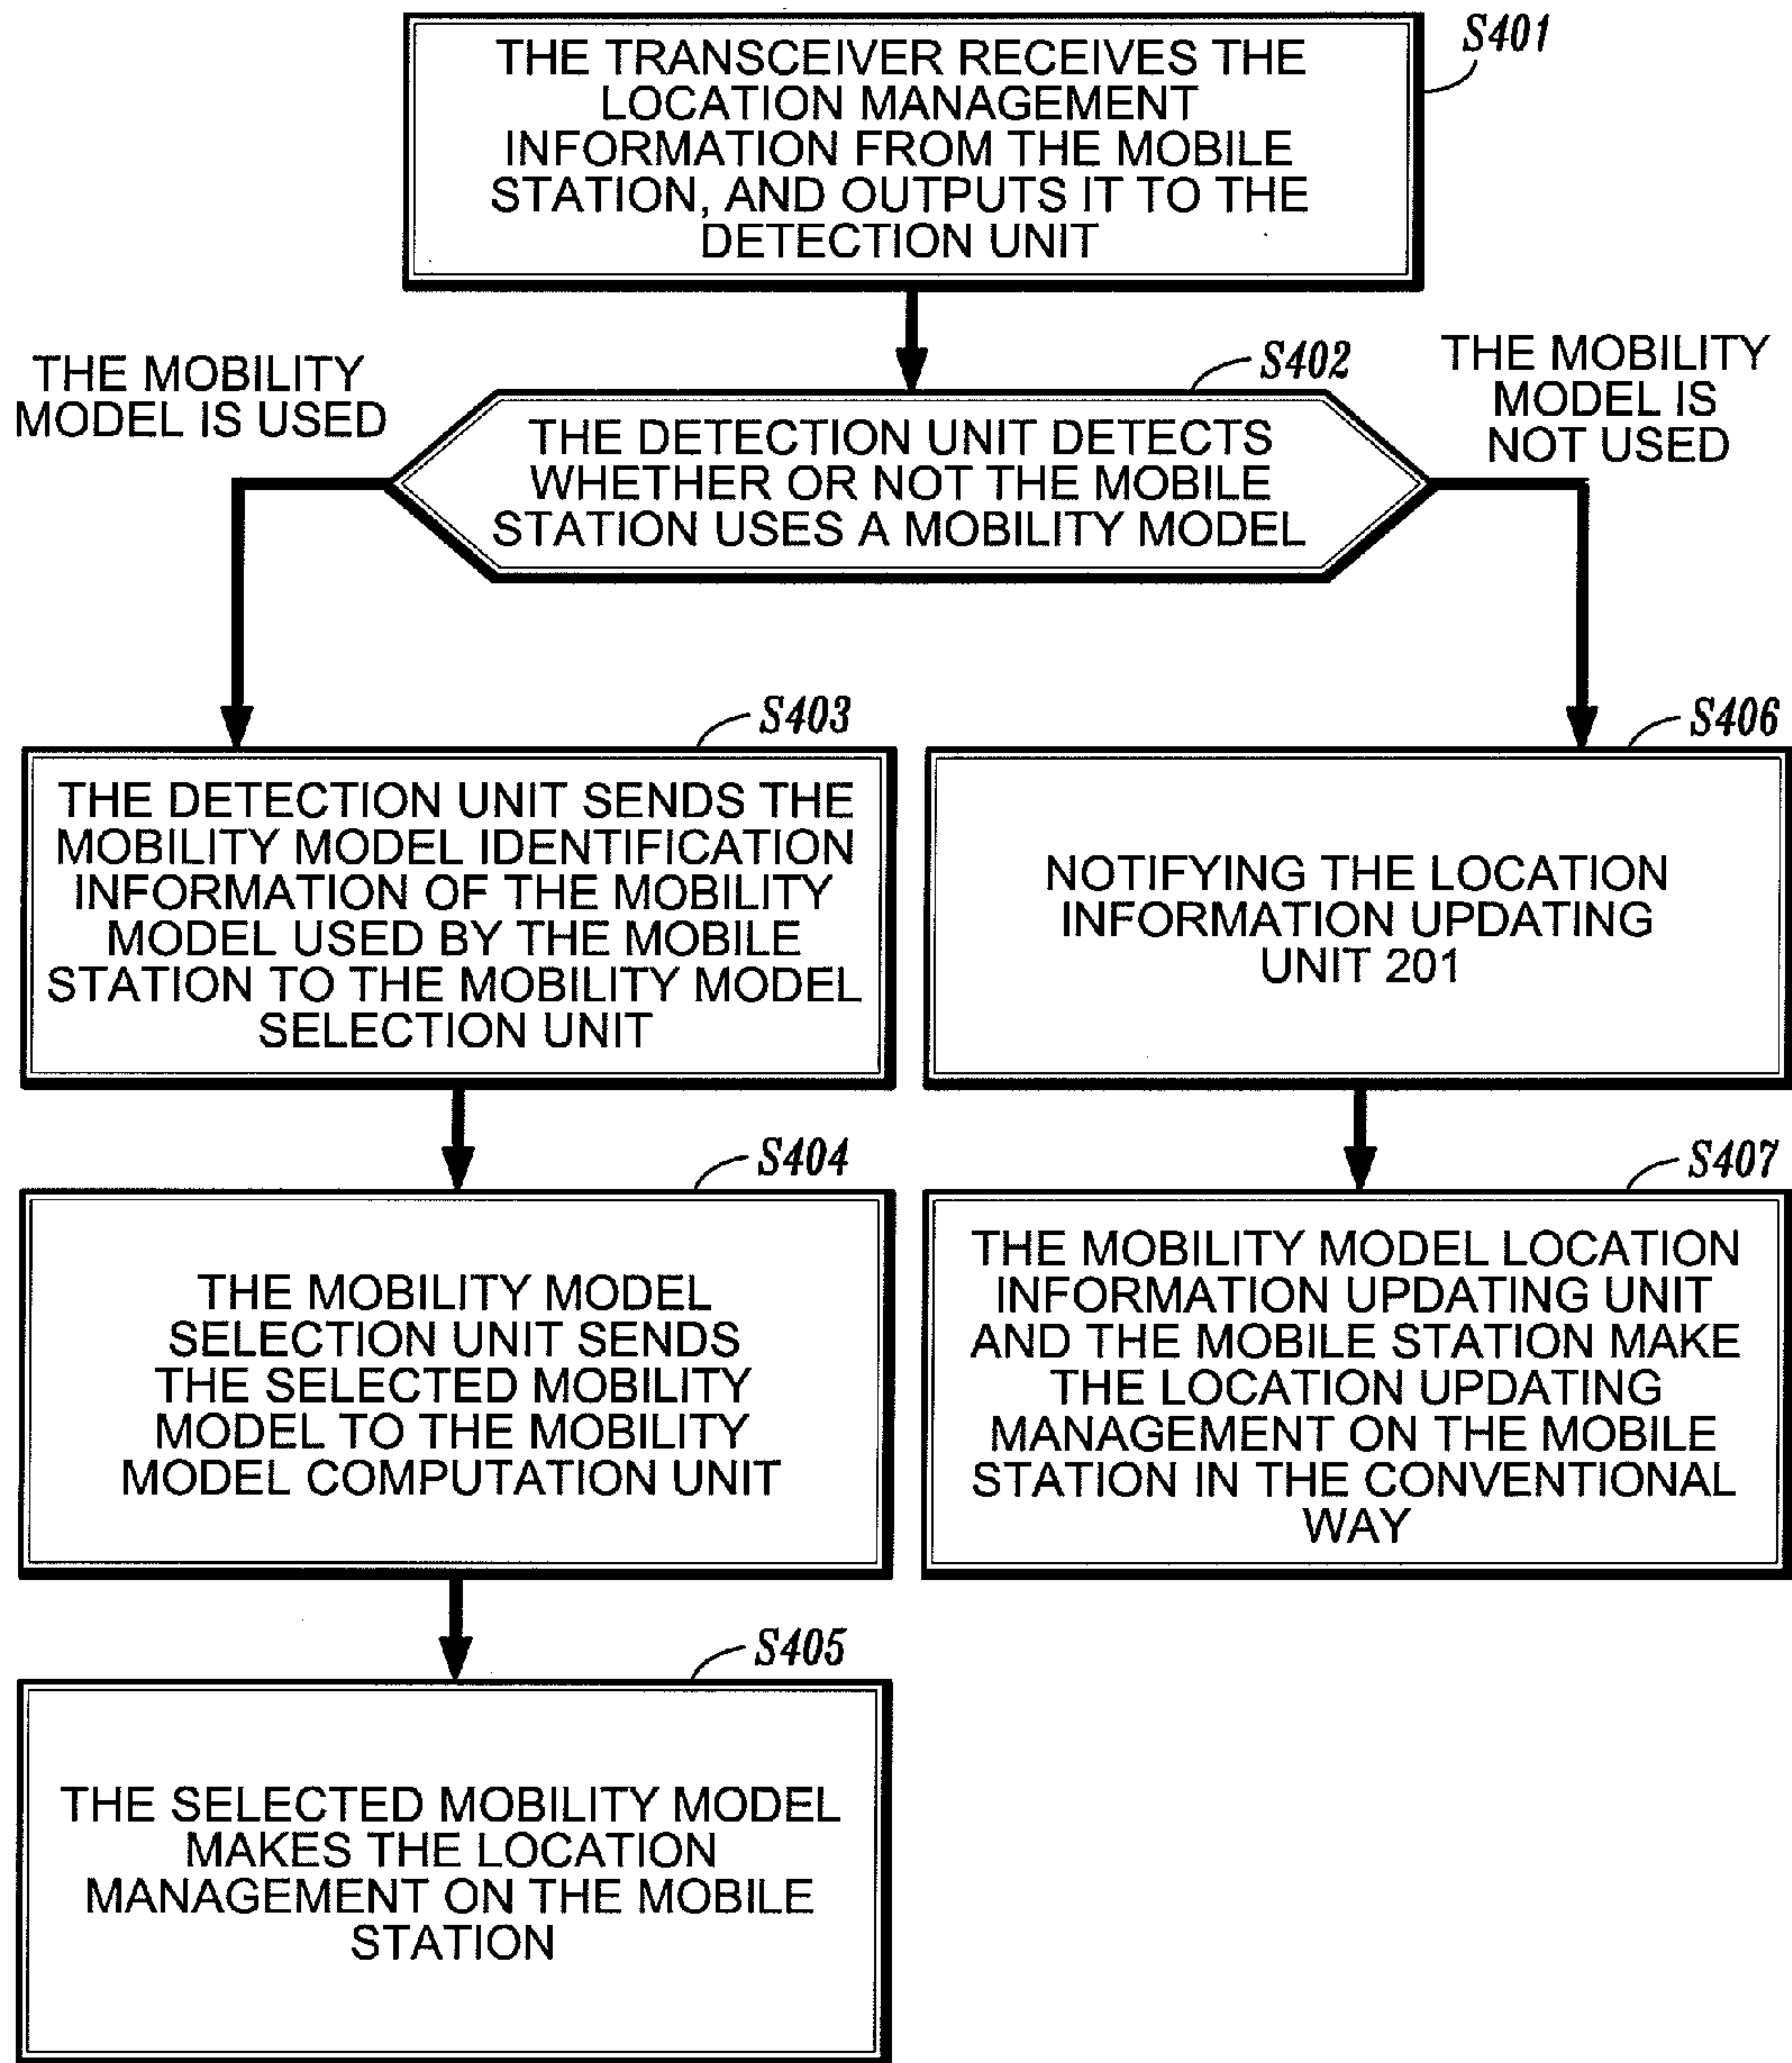 S401
THE TRANSCEIVER RECEIVES THE
LOCATION MANAGEMENT
INFORMATION FROM THE MOBILE
STATION, AND OUTPUTS IT TO THE
DETECTION UNIT
THE MOBILITY
MODEL IS USED
S402
THE MOBILITY
MODEL IS
NOT USED
THE DETECTION UNIT DETECTS
WHETHER OR NOT THE MOBILE
STATION USES A MOBILITY MODEL
S403
THE DETECTION UNIT SENDS THE
MOBILITY MODEL IDENTIFICATION
INFORMATION OF THE MOBILITY
MODEL USED BY THE MOBILE
STATION TO THE MOBILITY MODEL
SELECTION UNIT
S406
NOTIFYING THE LOCATION
INFORMATION UPDATING
UNIT 201
S404
THE MOBILITY MODEL
SELECTION UNIT SENDS
THE SELECTED MOBILITY
MODEL TO THE MOBILITY
MODEL COMPUTATION UNIT
S407
THE MOBILITY MODEL LOCATION
INFORMATION UPDATING UNIT
AND THE MOBILE STATION MAKE
THE LOCATION UPDATING
MANAGEMENT ON THE MOBILE
STATION IN THE CONVENTIONAL
WAY
S405
THE SELECTED MOBILITY MODEL
MAKES THE LOCATION
MANAGEMENT ON THE MOBILE
STATION